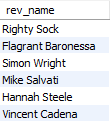 rev_name
Righty Sock
Flagrant Baronessa
Simon Wright
Mike Salvati
Hannah Steele
Vincent Cadena